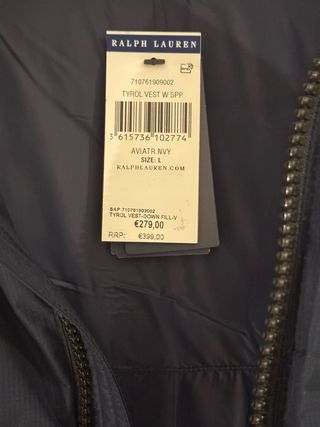 RALPH LAUREN
710761909002
TYROL VEST W SPP
3 615736 102774
AVIATR NVY
SIZE: L
RALPHLAUREN.COM
SAP 710761909002
TYROL VEST-DOWN FILL-V
€279,00
RRP: €399,00